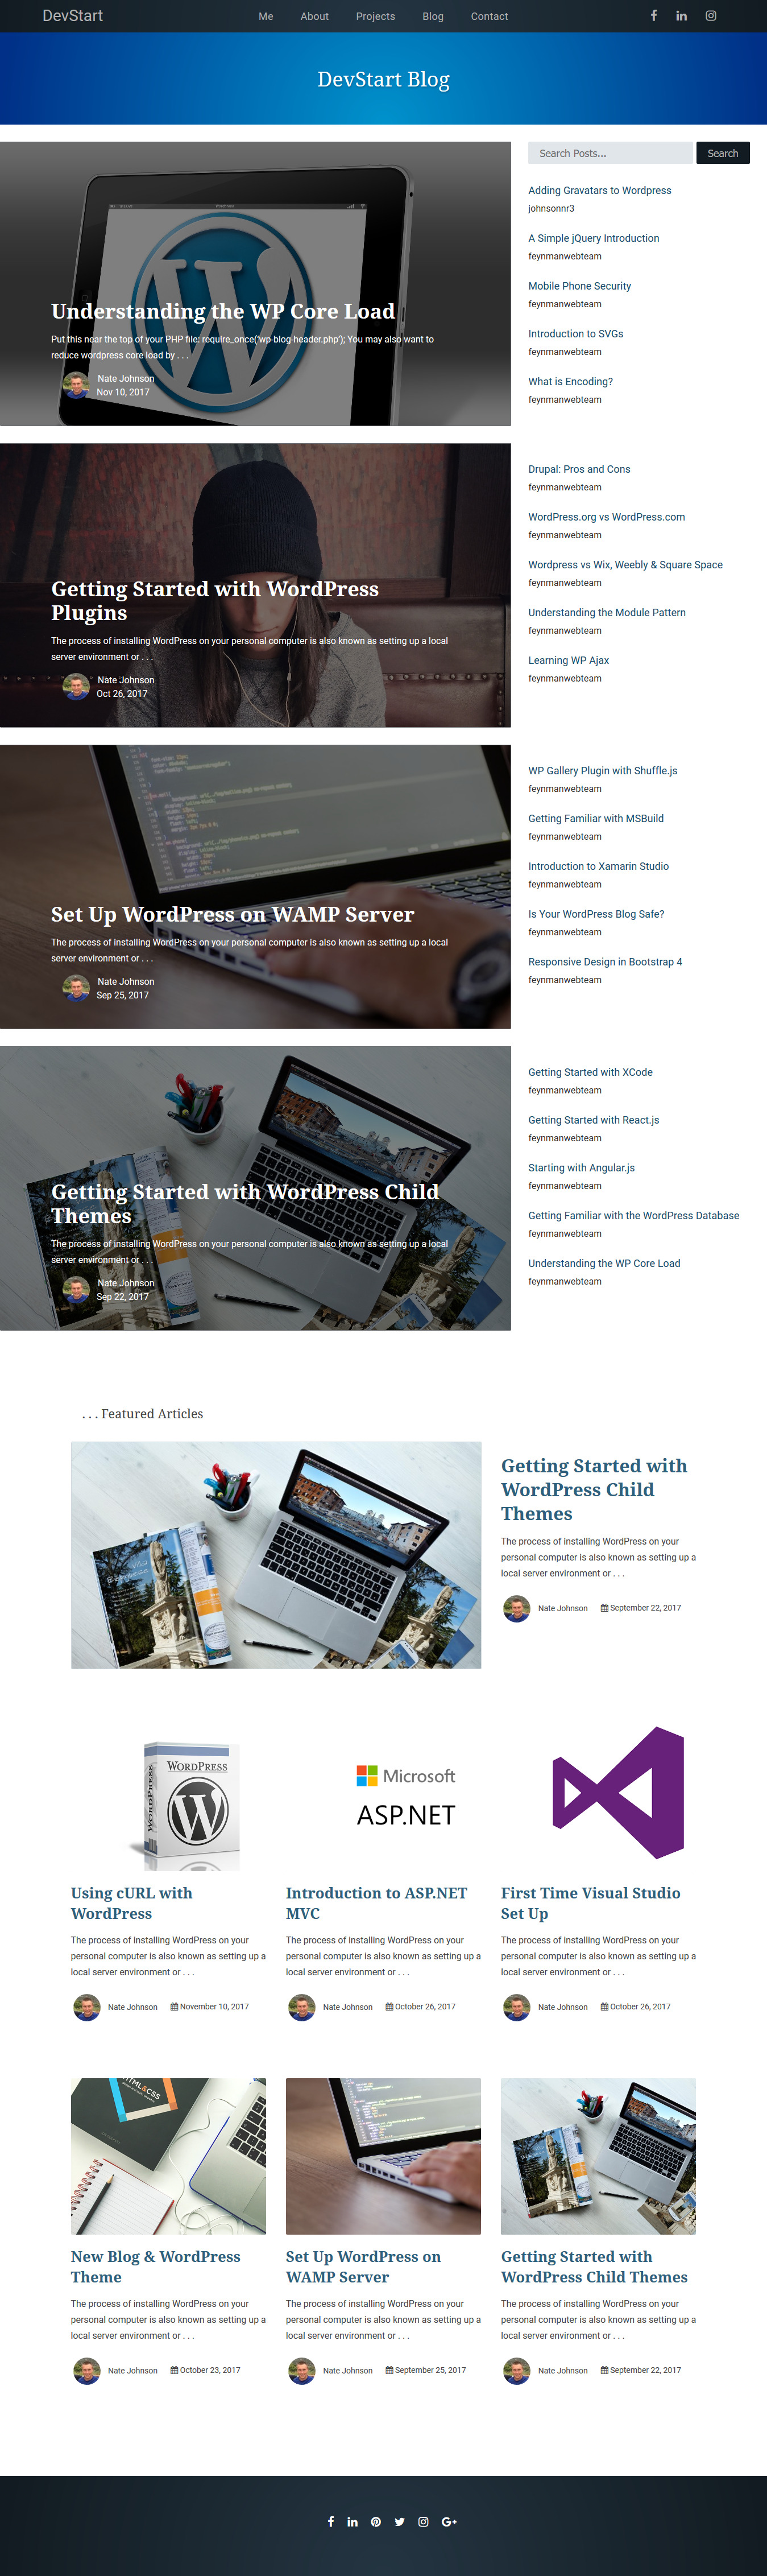 DevStart
Me
About
Projects
Blog
Contact
DevStart Blog
Understanding the WP Core Load
Put this near the top of your PHP file: require_once('wp-blog-header.php'); You may also want to
reduce wordpress core load by . . .
Nate Johnson
Nov 10, 2017
Search Posts...
Search
Adding Gravatars to Wordpress
johnsonnr3
A Simple jQuery Introduction
feynmanwebteam
Mobile Phone Security
feynmanwebteam
Introduction to SVGs
feynmanwebteam
What is Encoding?
feynmanwebteam
Getting Started with WordPress
Plugins
The process of installing WordPress on your personal computer is also known as setting up a local
server environment or . . .
Nate Johnson
Oct 26, 2017
Drupal: Pros and Cons
feynmanwebteam
WordPress.org vs WordPress.com
feynmanwebteam
Wordpress vs Wix, Weebly & Square Space
feynmanwebteam
Understanding the Module Pattern
feynmanwebteam
Learning WP Ajax
feynmanwebteam
Set Up WordPress on WAMP Server
The process of installing WordPress on your personal computer is also known as setting up a local
server environment or . . .
Nate Johnson
Sep 25, 2017
WP Gallery Plugin with Shuffle.js
feynmanwebteam
Getting Familiar with MSBuild
feynmanwebteam
Introduction to Xamarin Studio
feynmanwebteam
Is Your WordPress Blog Safe?
feynmanwebteam
Responsive Design in Bootstrap 4
feynmanwebteam
Getting Started with WordPress Child
Themes
The process of installing WordPress on your personal computer is also known as setting up a local
server environment or . . .
Nate Johnson
Sep 22, 2017
Getting Started with XCode
feynmanwebteam
Getting Started with React.js
feynmanwebteam
Starting with Angular.js
feynmanwebteam
Getting Familiar with the WordPress Database
feynmanwebteam
Understanding the WP Core Load
feynmanwebteam
. . . Featured Articles
Getting Started with
WordPress Child
Themes
The process of installing WordPress on your
personal computer is also known as setting up a
local server environment or . . .
Nate Johnson
September 22, 2017
WORDPRESS
WORDPRESS
Microsoft
ASP.NET
Using cURL with
WordPress
The process of installing WordPress on your
personal computer is also known as setting up a
local server environment or . . .
Nate Johnson
November 10, 2017
Introduction to ASP.NET
MVC
The process of installing WordPress on your
personal computer is also known as setting up a
local server environment or . . .
Nate Johnson
October 26, 2017
First Time Visual Studio
Set Up
The process of installing WordPress on your
personal computer is also known as setting up a
local server environment or . . .
Nate Johnson
October 26, 2017
HTML&CSS
New Blog & WordPress
Theme
The process of installing WordPress on your
personal computer is also known as setting up a
local server environment or . . .
Nate Johnson
October 23, 2017
Set Up WordPress on
WAMP Server
The process of installing WordPress on your
personal computer is also known as setting up a
local server environment or . . .
Nate Johnson
September 25, 2017
Getting Started with
WordPress Child Themes
The process of installing WordPress on your
personal computer is also known as setting up a
local server environment or . . .
Nate Johnson
September 22, 2017